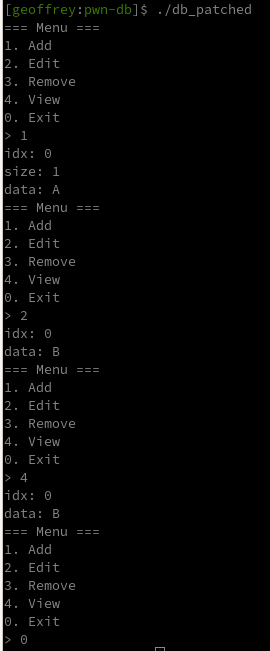 [geoffrey:pwn-db]$ ./db_patched
=== Menu ===
1. Add
2. Edit
3. Remove
4. View
0. Exit
> 1
idx: 0
size: 1
data: A
=== Menu ===
1. Add
2. Edit
3. Remove
4. View
0. Exit
> 2
idx: 0
data: B
=== Menu ===
1. Add
2. Edit
3. Remove
4. View
0. Exit
> 4
idx: 0
data: B
=== Menu ===
1. Add
2. Edit
3. Remove
4. View
0. Exit
> 0